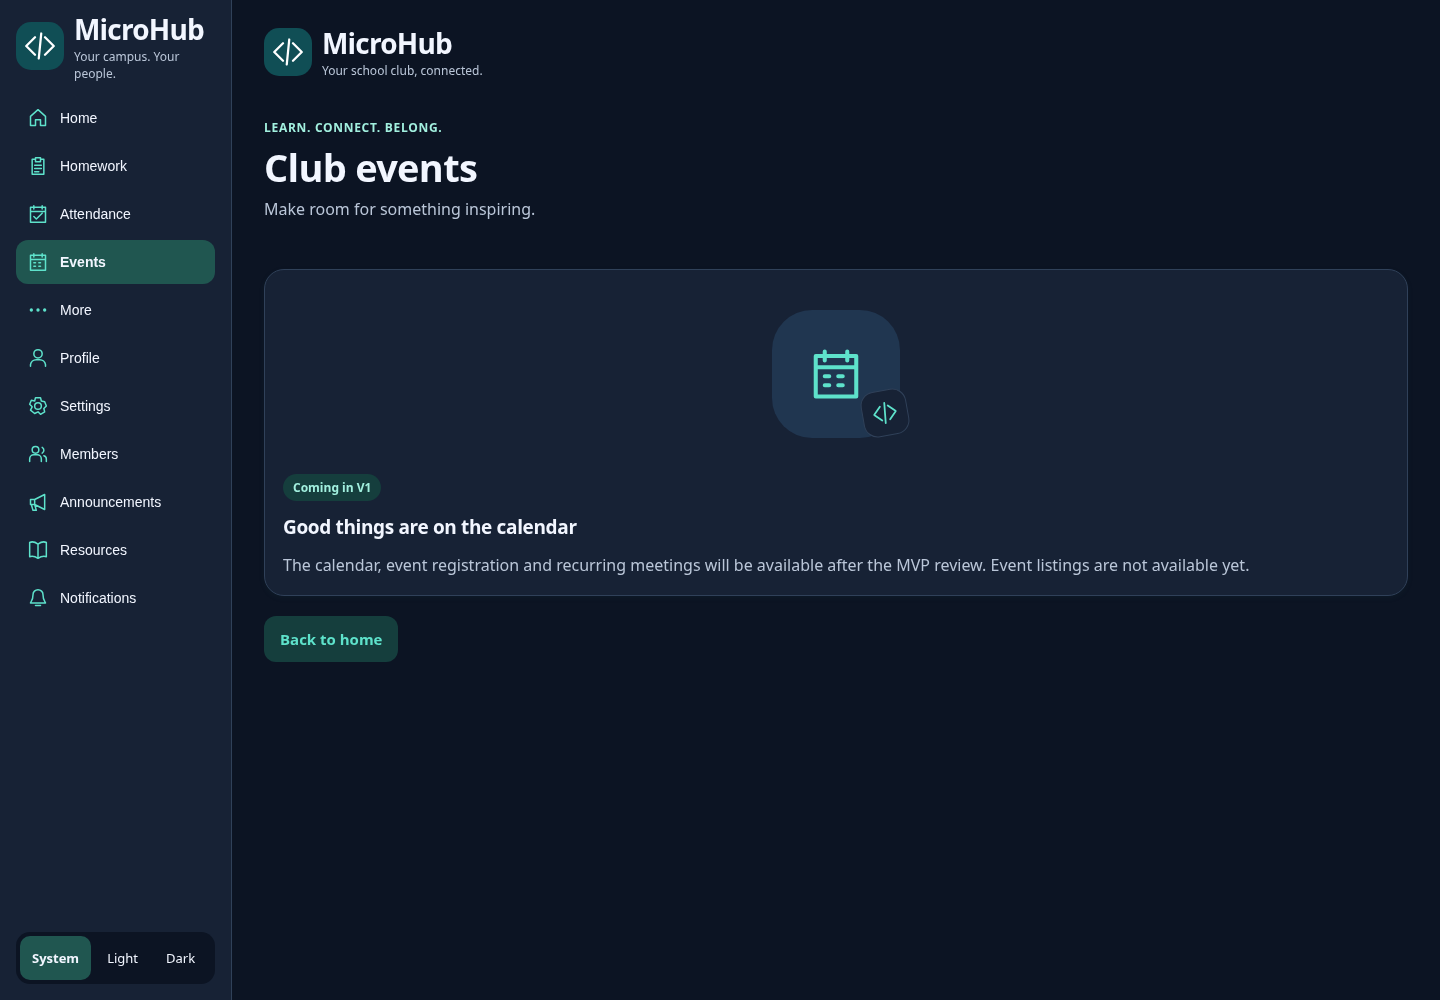 MicroHub
Your campus. Your
people.
Home
Homework
Attendance
Events
More
Profile
Settings
Members
Announcements
Resources
Notifications
System Light Dark
MicroHub
Your school club, connected.
LEARN. CONNECT. BELONG.
Club events
Make room for something inspiring.
Coming in V1
Good things are on the calendar
The calendar, event registration and recurring meetings will be available after the MVP review. Event listings are not available yet.
Back to home